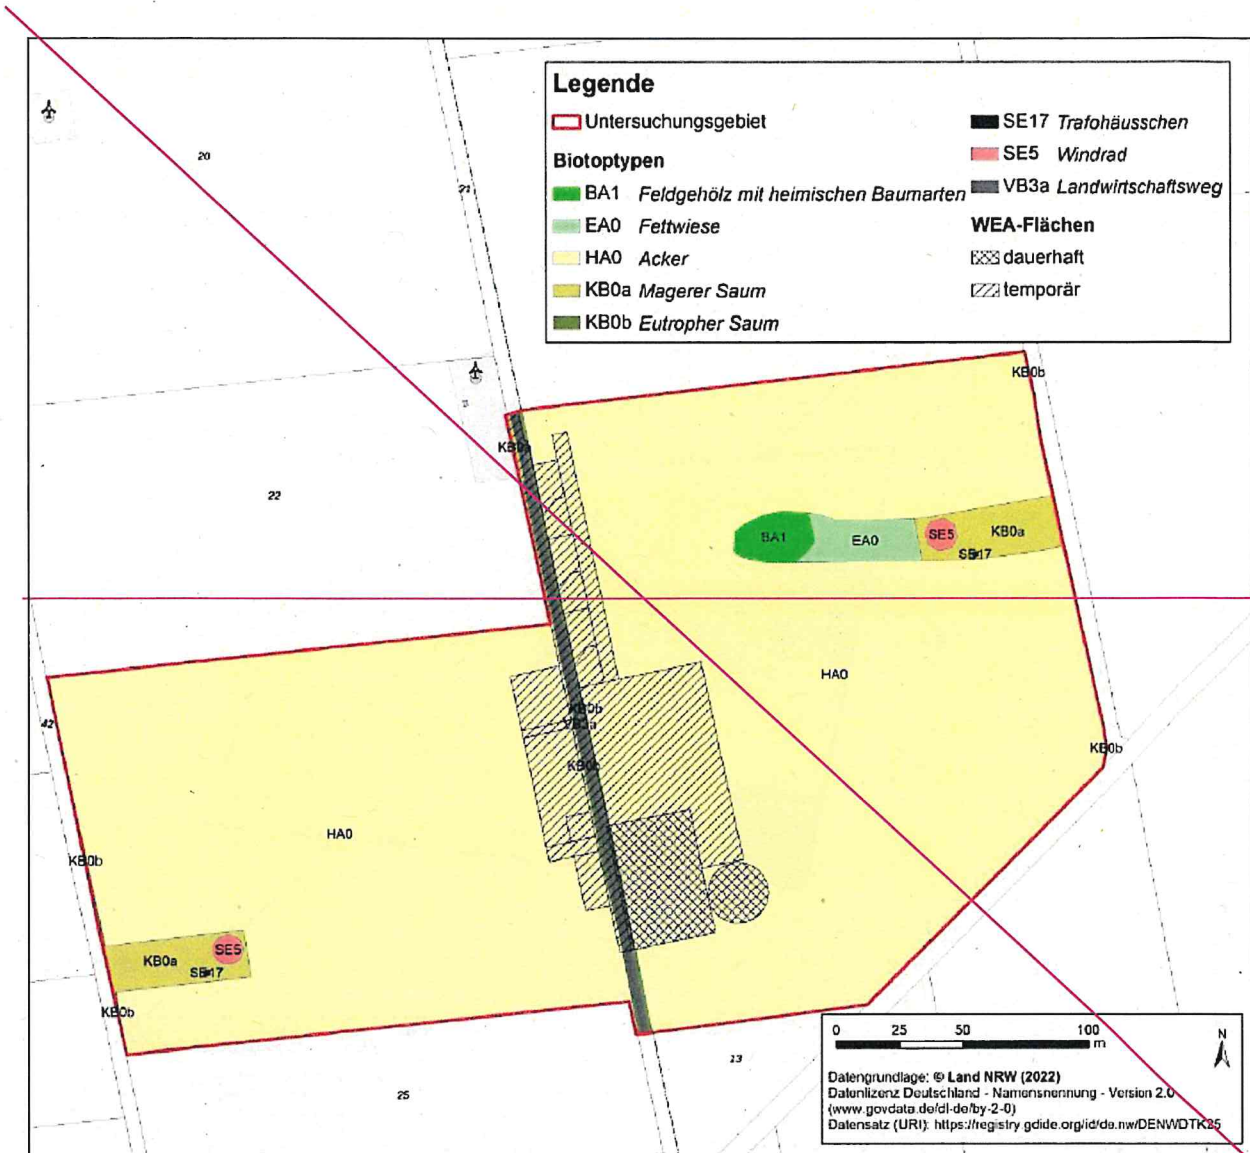 Legende
Untersuchungsgebiet
Biotoptypen
BA1 Feldgehölz mit heimischen Baumarten
EA0 Fettwiese
HA0 Acker
KB0a Magerer Saum
KB0b Eutropher Saum
SE17 Trafohäusschen
SE5 Windrad
VB3a Landwirtschaftsweg
WEA-Flächen
dauerhaft
temporär
20
21
22
KB0b
BA1
EA0
SE5
KB0a
SE17
HA0
KB0b
VB3a
KB0b
KB0b
42
HA0
KB0b
KB0a
SE5
SE17
KB0b
25
13
0 25 50 100
m
N
Datengrundlage: © Land NRW (2022)
Datenlizenz Deutschland - Namensnennung - Version 2.0
(www.govdata.de/dl-de/by-2-0)
Datensatz (URI): https://registry.gdide.org/id/de.nw/DENWDTK25